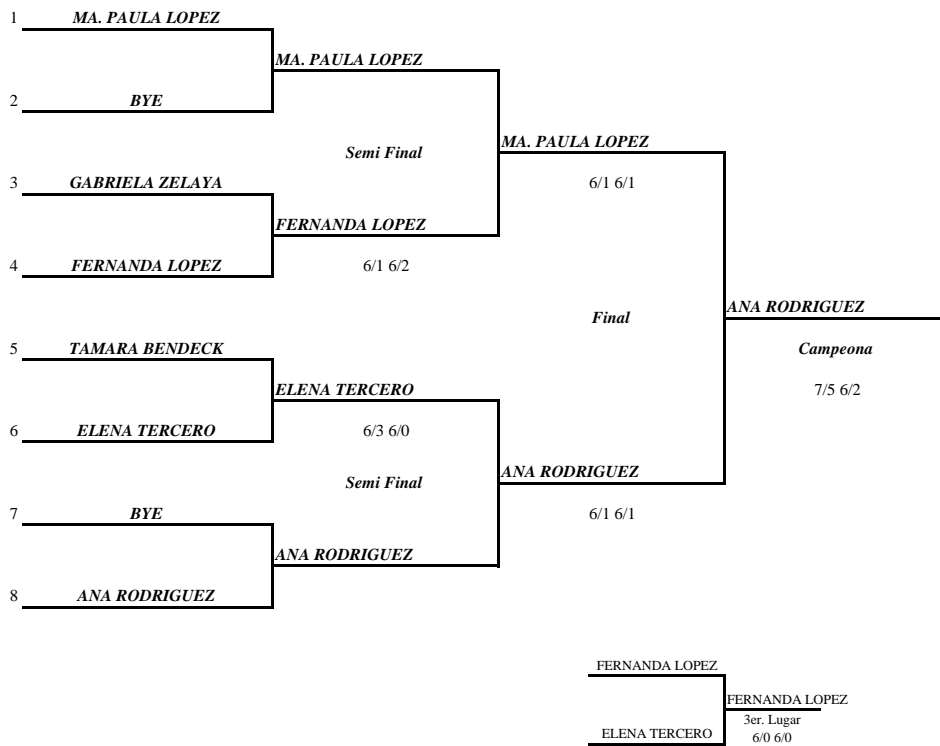 1 MA. PAULA LOPEZ
MA. PAULA LOPEZ
2 BYE
Semi Final
MA. PAULA LOPEZ
3 GABRIELA ZELAYA
6/1 6/1
FERNANDA LOPEZ
4 FERNANDA LOPEZ
6/1 6/2
Final
ANA RODRIGUEZ
5 TAMARA BENDECK
Campeona
ELENA TERCERO
7/5 6/2
6 ELENA TERCERO
6/3 6/0
Semi Final
ANA RODRIGUEZ
7 BYE
6/1 6/1
ANA RODRIGUEZ
8 ANA RODRIGUEZ
FERNANDA LOPEZ
FERNANDA LOPEZ
3er. Lugar
ELENA TERCERO
6/0 6/0